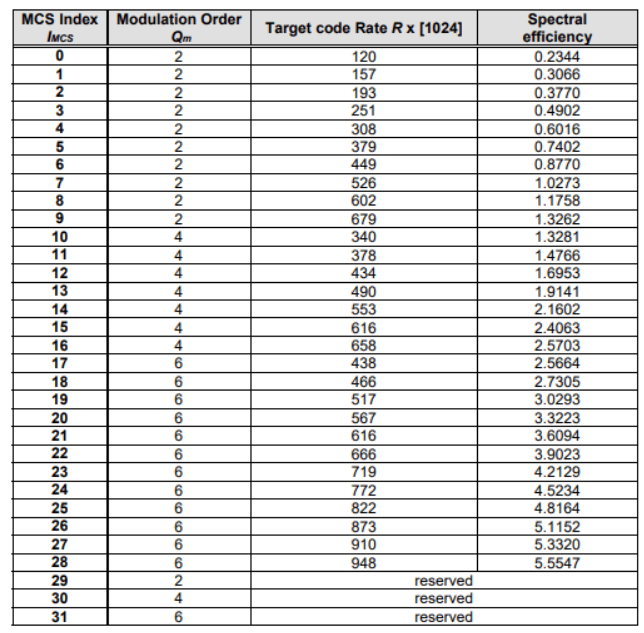 MCS Index IMCS | Modulation Order Qm | Target code Rate R x [1024] | Spectral efficiency
0 | 2 | 120 | 0.2344
1 | 2 | 157 | 0.3066
2 | 2 | 193 | 0.3770
3 | 2 | 251 | 0.4902
4 | 2 | 308 | 0.6016
5 | 2 | 379 | 0.7402
6 | 2 | 449 | 0.8770
7 | 2 | 526 | 1.0273
8 | 2 | 602 | 1.1758
9 | 2 | 679 | 1.3262
10 | 4 | 340 | 1.3281
11 | 4 | 378 | 1.4766
12 | 4 | 434 | 1.6953
13 | 4 | 490 | 1.9141
14 | 4 | 553 | 2.1602
15 | 4 | 616 | 2.4063
16 | 4 | 658 | 2.5703
17 | 6 | 438 | 2.5664
18 | 6 | 466 | 2.7305
19 | 6 | 517 | 3.0293
20 | 6 | 567 | 3.3223
21 | 6 | 616 | 3.6094
22 | 6 | 666 | 3.9023
23 | 6 | 719 | 4.2129
24 | 6 | 772 | 4.5234
25 | 6 | 822 | 4.8164
26 | 6 | 873 | 5.1152
27 | 6 | 910 | 5.3320
28 | 6 | 948 | 5.5547
29 | 2 | reserved
30 | 4 | reserved
31 | 6 | reserved